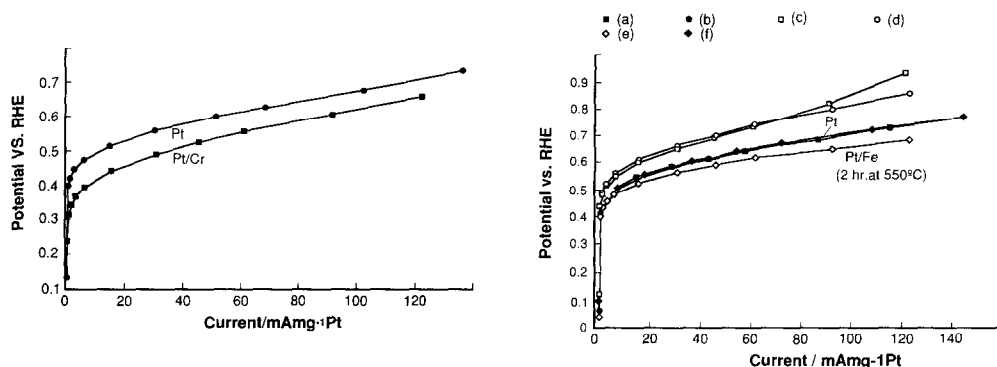 Potential VS. RHE
0.7
0.6
0.5
0.4
0.3
0.2
0.1
Pt
Pt/Cr
0
20
40
60
80
100
120
Current/mAmg-1Pt
(a)
(b)
(c)
(d)
(e)
(f)
Potential vs. RHE
0.9
0.8
0.7
0.6
0.5
0.4
0.3
0.2
0.1
0
Pt
Pt/Fe
(2 hr.at 550ºC)
0
20
40
60
80
100
120
140
Current / mAmg-1Pt